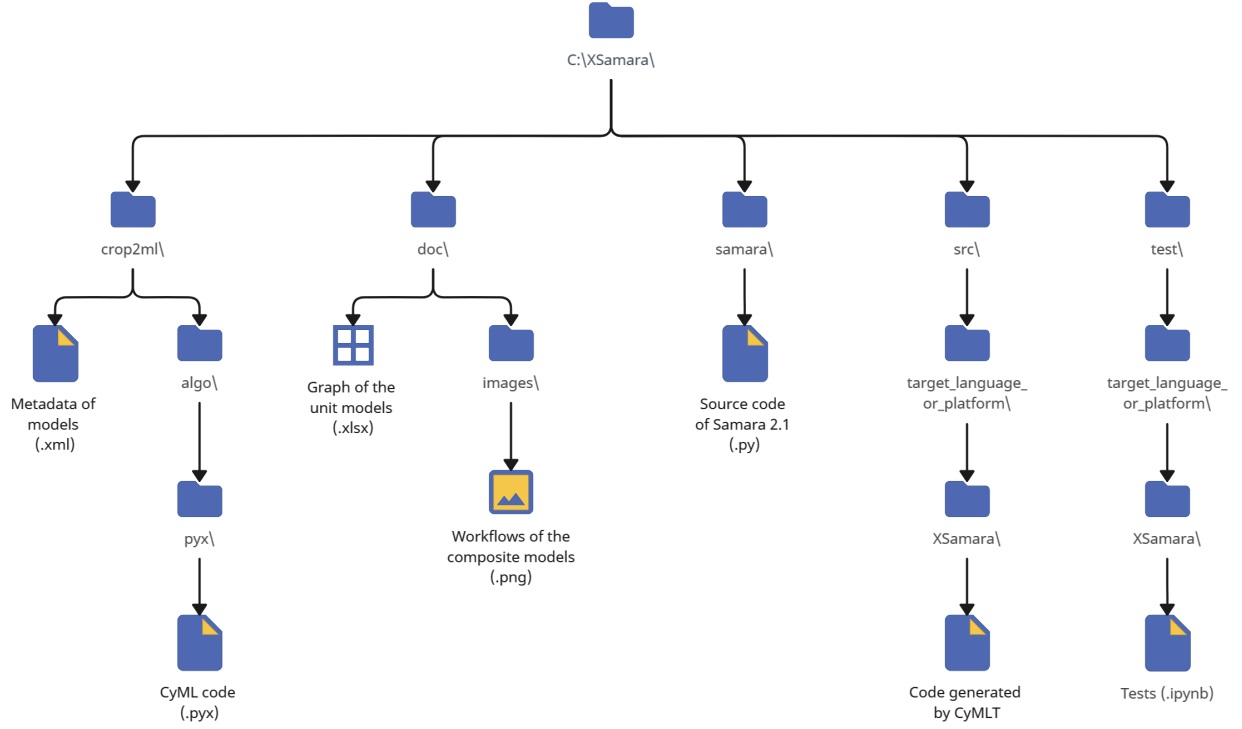 C:\XSamara\
crop2ml\
doc\
samara\
src\
test\
Metadata of
models
(.xml)
algo\
Graph of the
unit models
(.xlsx)
images\
Source code
of Samara 2.1
(.py)
target_language_
or_platform\
target_language_
or_platform\
pyx\
Workflows of the
composite models
(.png)
XSamara\
XSamara\
CyML code
(.pyx)
Code generated
by CyMLT
Tests (.ipynb)